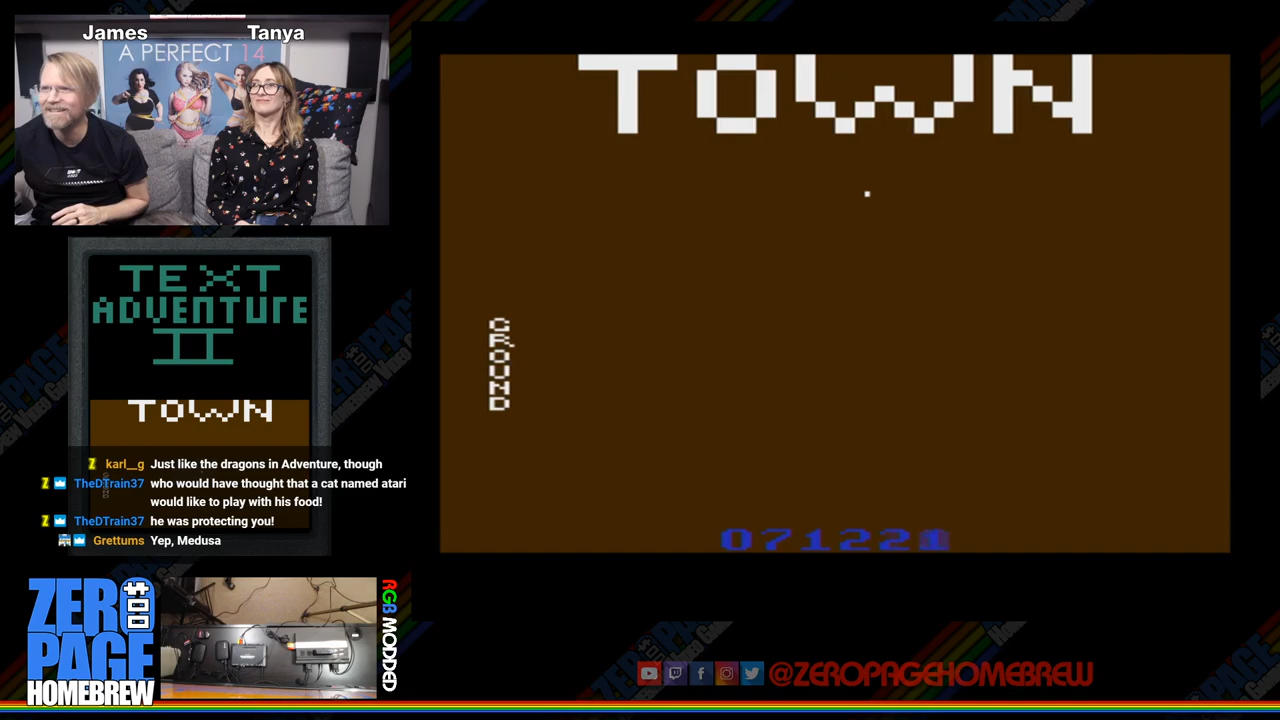 James
Tanya
A PERFECT 14
TOWN
GROUND
TEXT
ADVENTURE
II
TOWN
karl__g Just like the dragons in Adventure, though
TheDTrain37 who would have thought that a cat named atari
would like to play with his food!
TheDTrain37 he was protecting you!
Grettums Yep, Medusa
07122
ZERO
PAGE
HOMEBREW
RGB MODDED
@ZEROPAGEHOMEBREW